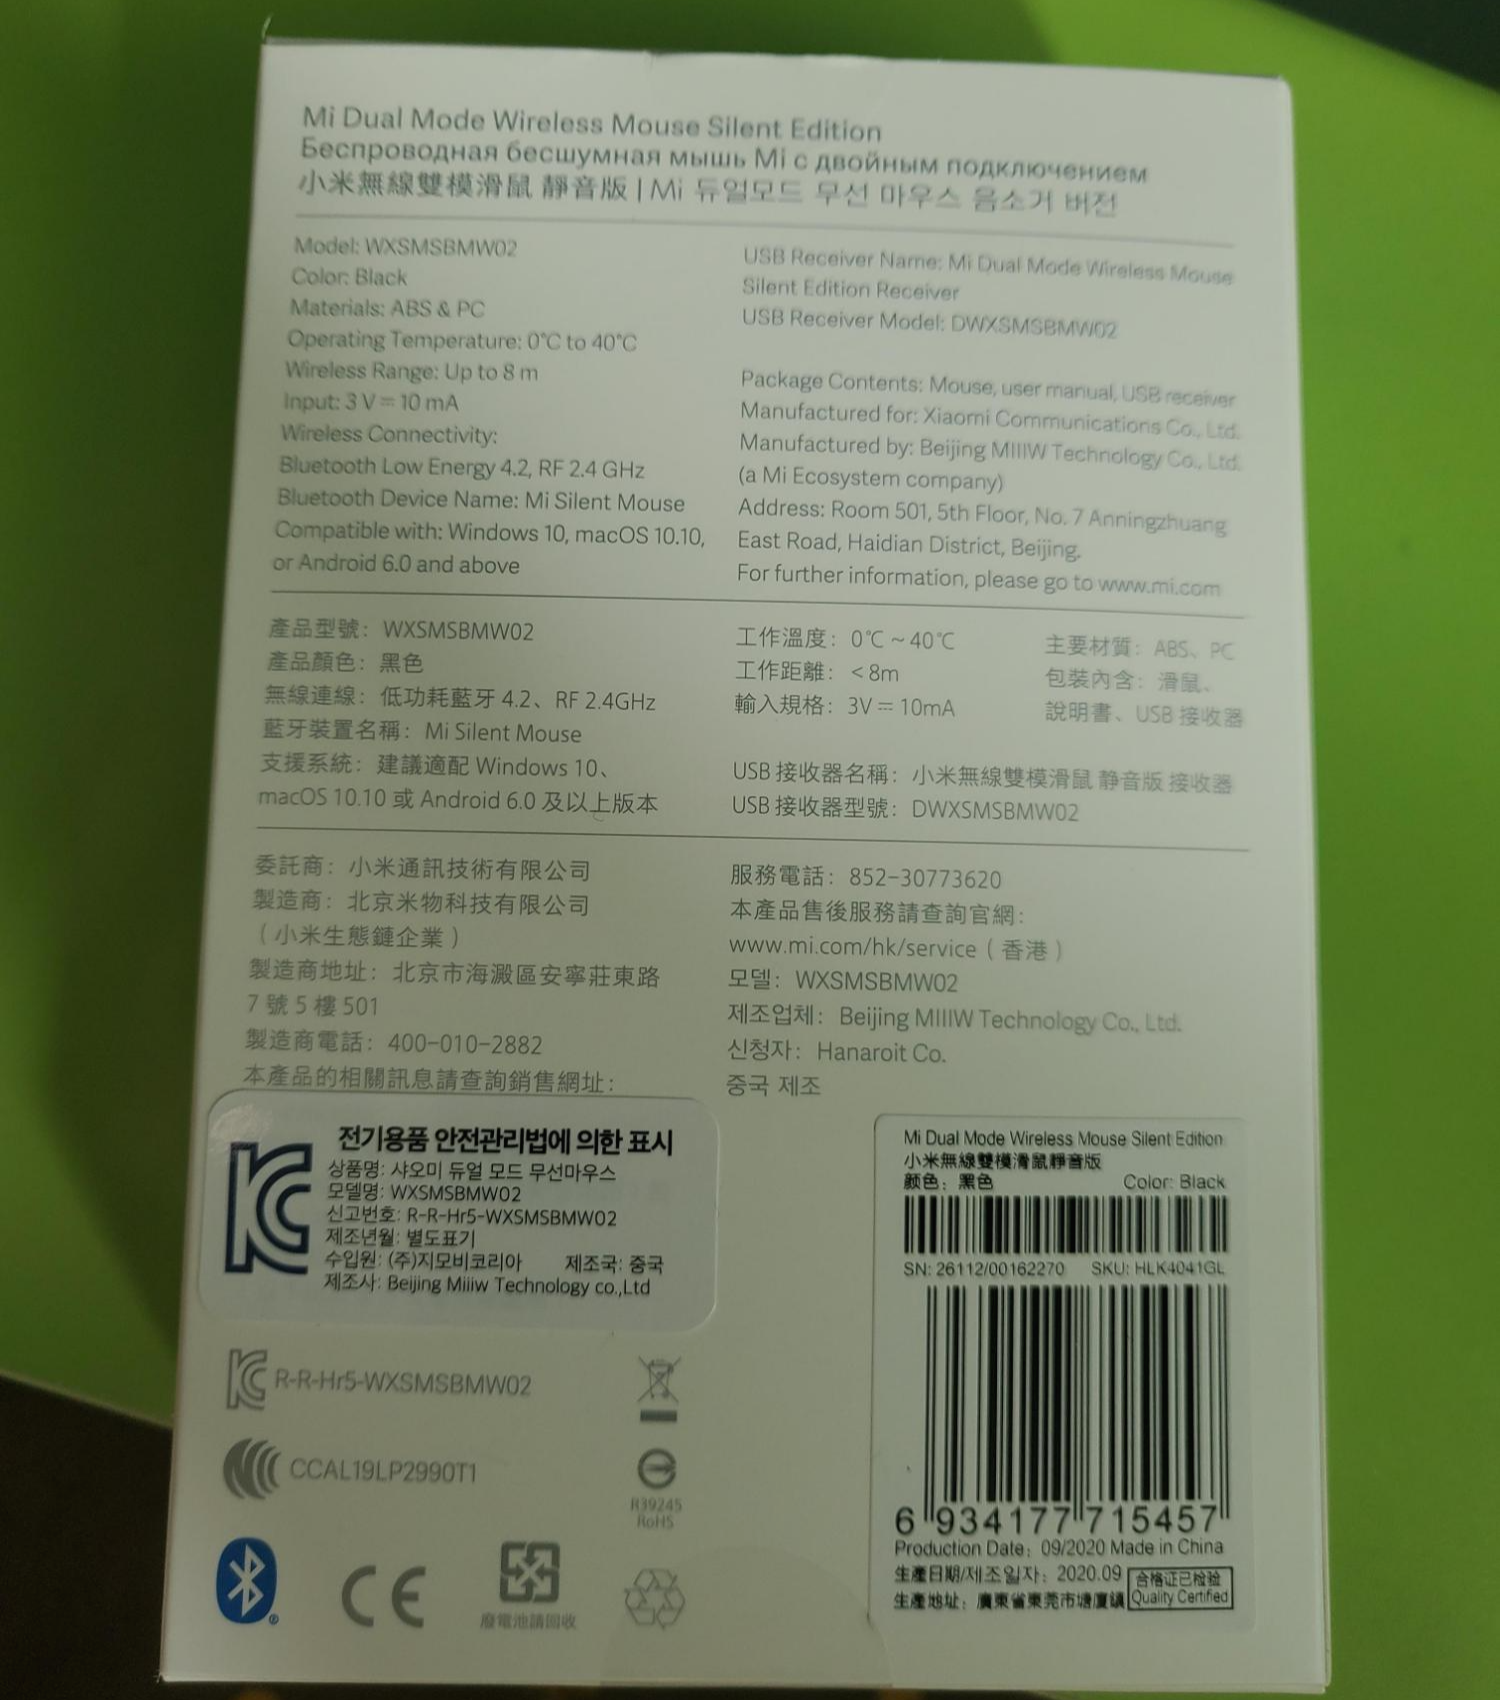 Mi Dual Mode Wireless Mouse Silent Edition
Беспроводная бесшумная мышь Mi с двойным подключением
小米無線雙模滑鼠 靜音版 | Mi 듀얼모드 무선 마우스 음소거 버전
Model: WXSMSBMW02
Color: Black
Materials: ABS & PC
Operating Temperature: 0°C to 40°C
Wireless Range: Up to 8 m
Input: 3 V⎓10 mA
Wireless Connectivity:
Bluetooth Low Energy 4.2, RF 2.4 GHz
Bluetooth Device Name: Mi Silent Mouse
Compatible with: Windows 10, macOS 10.10,
or Android 6.0 and above
USB Receiver Name: Mi Dual Mode Wireless Mouse
Silent Edition Receiver
USB Receiver Model: DWXSMSBMW02
Package Contents: Mouse, user manual, USB receiver
Manufactured for: Xiaomi Communications Co., Ltd.
Manufactured by: Beijing MIIIW Technology Co., Ltd.
(a Mi Ecosystem company)
Address: Room 501, 5th Floor, No. 7 Anningzhuang
East Road, Haidian District, Beijing.
For further information, please go to www.mi.com
產品型號：WXSMSBMW02
產品顏色：黑色
無線連線：低功耗藍牙 4.2、RF 2.4GHz
藍牙裝置名稱：Mi Silent Mouse
支援系統：建議適配 Windows 10、
macOS 10.10 或 Android 6.0 及以上版本
工作溫度：0℃ ~ 40℃
工作距離：< 8m
輸入規格：3V⎓10mA
主要材質：ABS、PC
包裝內含：滑鼠、
說明書、USB 接收器
USB 接收器名稱：小米無線雙模滑鼠 靜音版 接收器
USB 接收器型號：DWXSMSBMW02
委託商：小米通訊技術有限公司
製造商：北京米物科技有限公司
（小米生態鏈企業）
製造商地址：北京市海澱區安寧莊東路
7 號 5 樓 501
製造商電話：400-010-2882
本產品的相關訊息請查詢銷售網址：
服務電話：852-30773620
本產品售後服務請查詢官網：
www.mi.com/hk/service（香港）
모델：WXSMSBMW02
제조업체：Beijing MIIIW Technology Co., Ltd.
신청자：Hanaroit Co.
중국 제조
전기용품 안전관리법에 의한 표시
상품명: 샤오미 듀얼 모드 무선마우스
모델명: WXSMSBMW02
신고번호: R-R-Hr5-WXSMSBMW02
제조년월: 별도표기
수입원: (주)지모비코리아 제조국: 중국
제조사: Beijing Miiiw Technology co.,Ltd
R-R-Hr5-WXSMSBMW02
CCAL19LP2990T1
R39245
RoHS
CE
廢電池請回收
Mi Dual Mode Wireless Mouse Silent Edition
小米無線雙模滑鼠靜音版
颜色：黑色 Color: Black
SN: 26112/00162270 SKU: HLK4041GL
6 934177 715457
Production Date：09/2020 Made in China
生產日期/제조일자：2020.09
生產地址：廣東省東莞市塘廈鎮
合格证已检验
Quality Certified